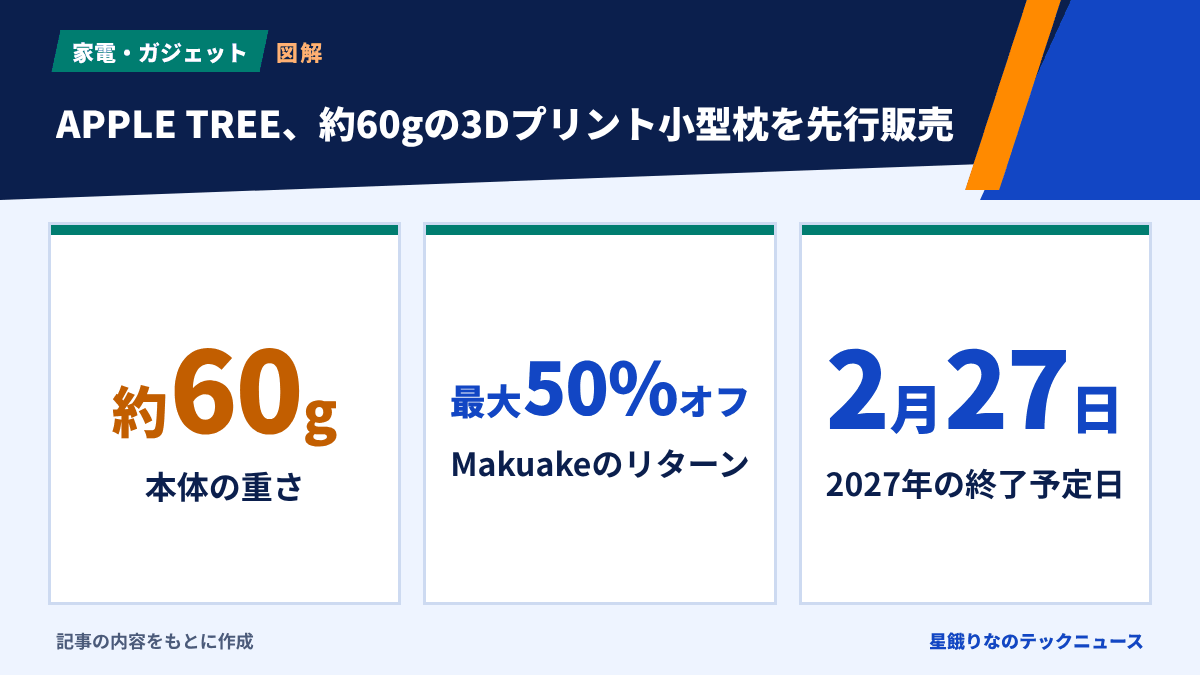 家電・ガジェット 図解
APPLE TREE、約60gの3Dプリント小型枕を先行販売
約60g
本体の重さ
最大50%オフ
Makuakeのリターン
2月27日
2027年の終了予定日
記事の内容をもとに作成
星餓りなのテックニュース